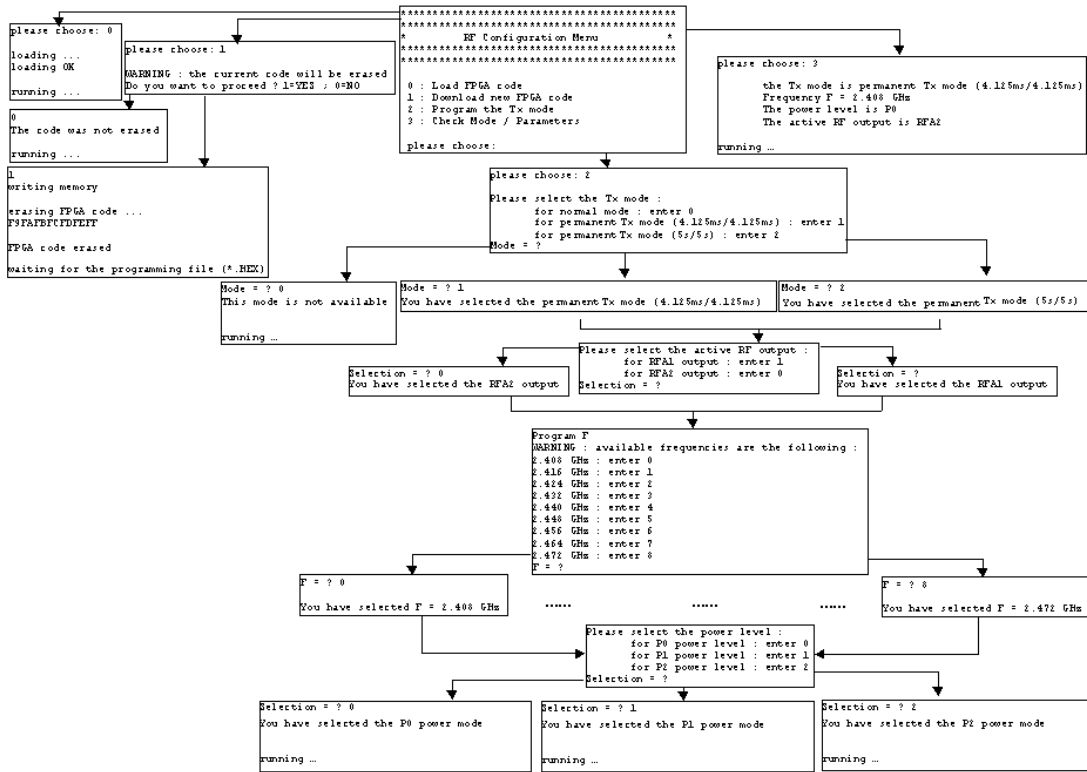 please choose: 0
loading ...
loading OK
running ...
please choose: 1
WARNING : the current code will be erased
Do you want to proceed ? 1=YES ; 0=NO
*******************************************
*******************************************
* RF Configuration Menu *
*******************************************
*******************************************
0 : Load FPGA code
1 : Download new FPGA code
2 : Program the Tx mode
3 : Check Mode / Parameters
please choose:
please choose: 3
the Tx mode is permanent Tx mode (4.125ms/4.125ms)
Frequency F = 2.408 GHz
The power level is P0
The active RF output is RFA2
running ...
0
The code was not erased
running ...
1
writing memory
erasing FPGA code ...
FPGA code erased
waiting for the programming file (*.HEX)
please choose: 2
Please select the Tx mode :
for normal mode : enter 0
for permanent Tx mode (4.125ms/4.125ms) : enter 1
for permanent Tx mode (5s/5s) : enter 2
Mode = ?
Mode = ? 0
This mode is not available
running ...
Mode = ? 1
You have selected the permanent Tx mode (4.125ms/4.125ms)
Mode = ? 2
You have selected the permanent Tx mode (5s/5s)
Please select the active RF output :
for RFA1 output : enter 1
for RFA2 output : enter 0
Selection = ?
Selection = ? 0
You have selected the RFA2 output
Selection = ?
You have selected the RFA1 output
Program F
WARNING : available frequencies are the following :
2.408 GHz : enter 0
2.416 GHz : enter 1
2.424 GHz : enter 2
2.432 GHz : enter 3
2.440 GHz : enter 4
2.448 GHz : enter 5
2.456 GHz : enter 6
2.464 GHz : enter 7
2.472 GHz : enter 8
F = ?
F = ? 0
You have selected F = 2.408 GHz
...... ...... ......
F = ? 8
You have selected F = 2.472 GHz
Please select the power level :
for P0 power level : enter 0
for P1 power level : enter 1
for P2 power level : enter 2
Selection = ?
Selection = ? 0
You have selected the P0 power mode
running ...
Selection = ? 1
You have selected the P1 power mode
running ...
Selection = ? 2
You have selected the P2 power mode
running ...